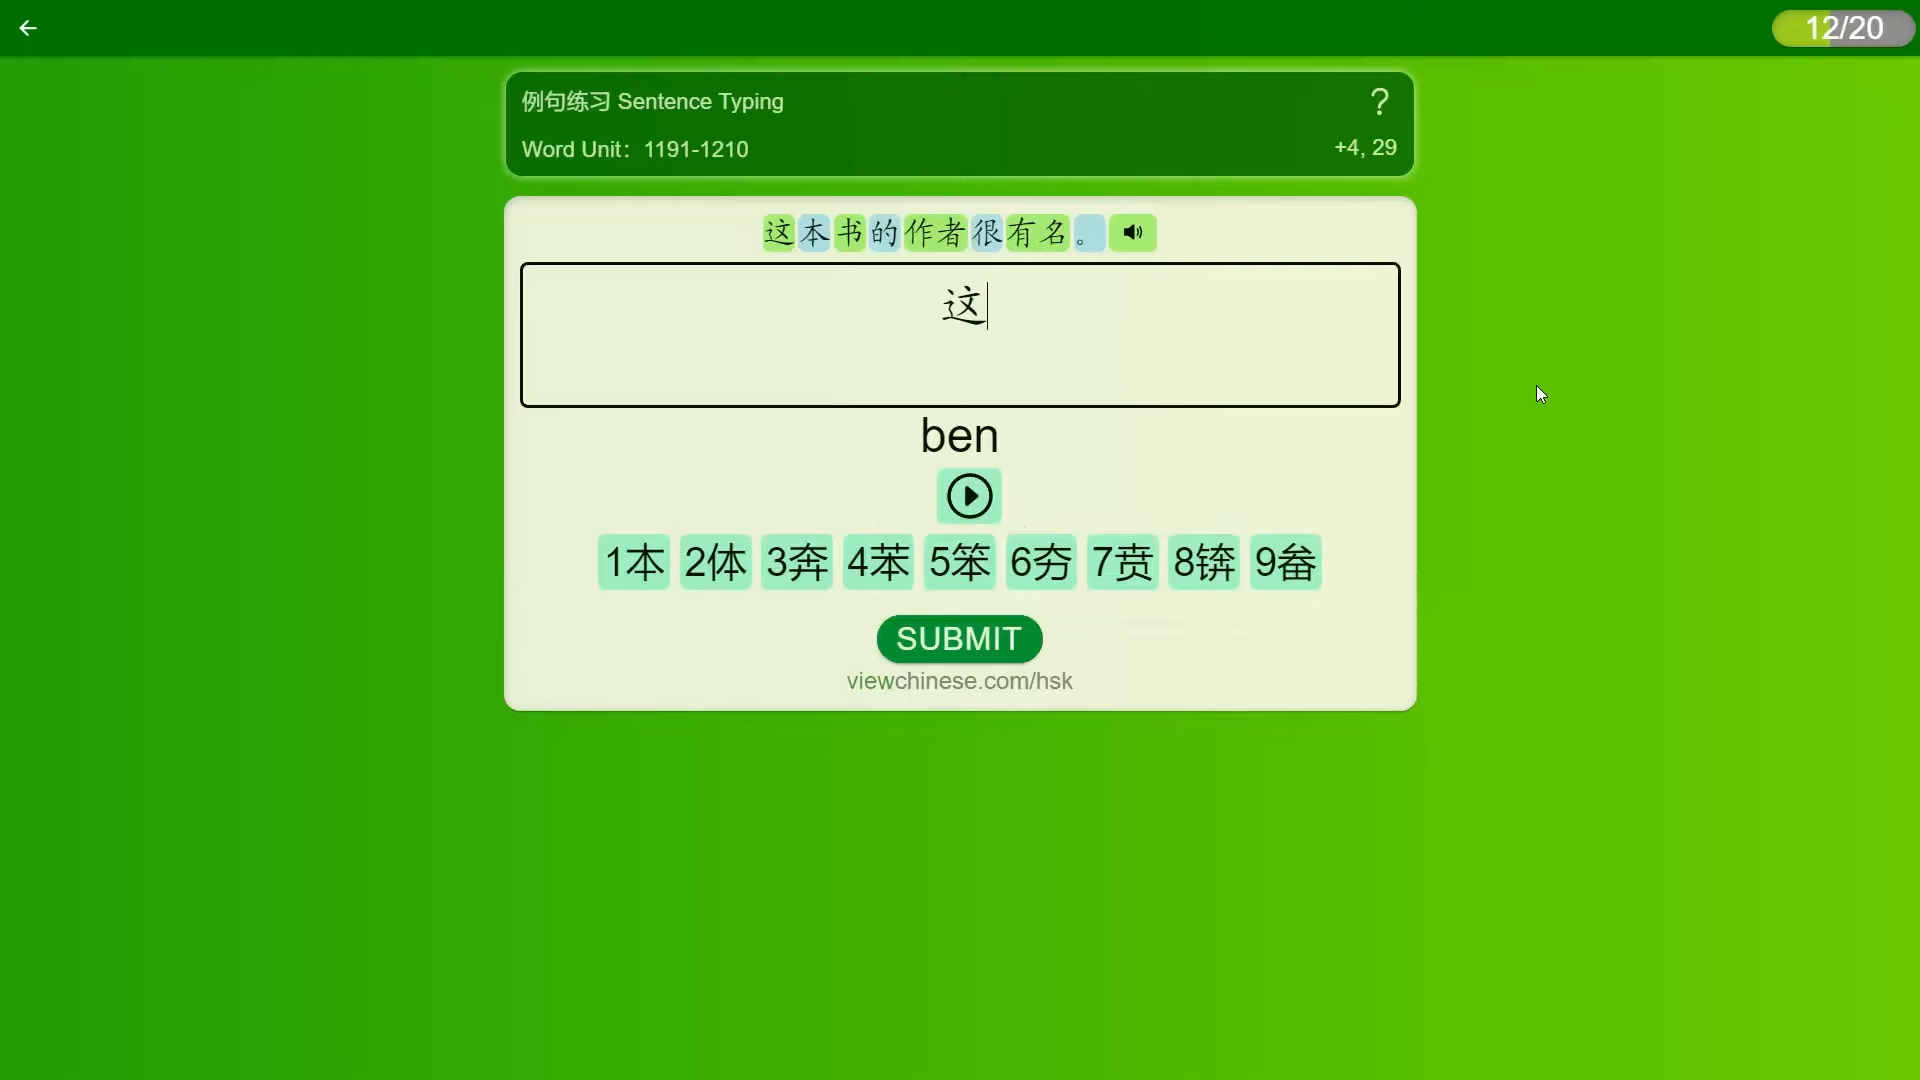 12/20
例句练习 Sentence Typing
?
Word Unit：1191-1210
+4, 29
这本书的作者很有名。
这
ben
1本 2体 3奔 4苯 5笨 6夯 7贲 8锛 9畚
SUBMIT
viewchinese.com/hsk